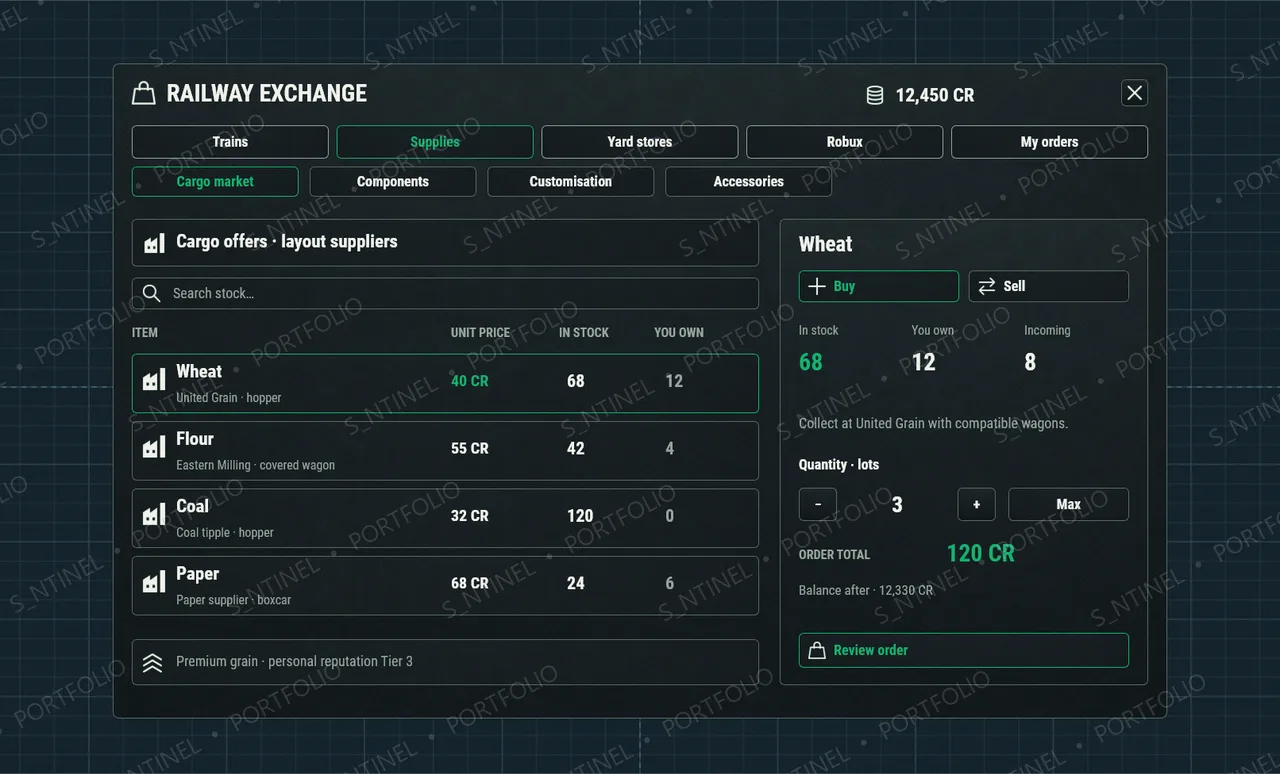 RAILWAY EXCHANGE
12,450 CR
Trains
Supplies
Yard stores
Robux
My orders
Cargo market
Components
Customisation
Accessories
Cargo offers · layout suppliers
Search stock...
ITEM
UNIT PRICE
IN STOCK
YOU OWN
Wheat
United Grain · hopper
40 CR
68
12
Flour
Eastern Milling · covered wagon
55 CR
42
4
Coal
Coal tipple · hopper
32 CR
120
0
Paper
Paper supplier · boxcar
68 CR
24
6
Premium grain · personal reputation Tier 3
Wheat
Buy
Sell
In stock
You own
Incoming
68
12
8
Collect at United Grain with compatible wagons.
Quantity · lots
-
3
+
Max
ORDER TOTAL
120 CR
Balance after · 12,330 CR
Review order
S_NTINEL • PORTFOLIO